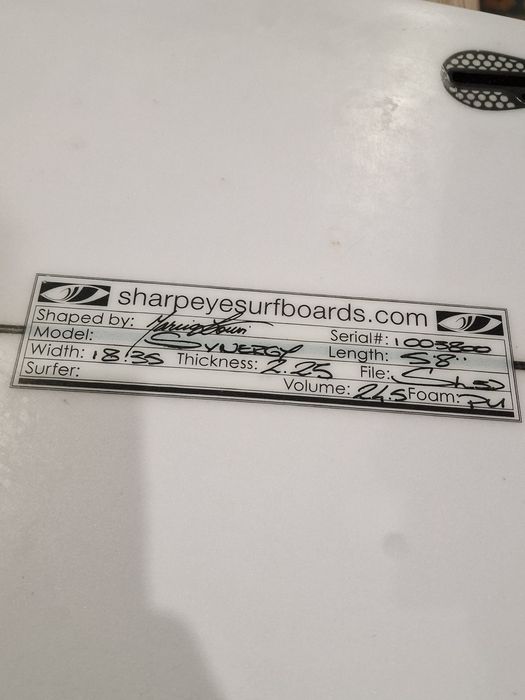 sharpeyesurfboards.com
Shaped by: Serial#: 1003800
Model: SYNERGY Length: 5'8"
Width: 18.35 Thickness: 2.25 File:
Surfer: Volume: 24.5 Foam: PU